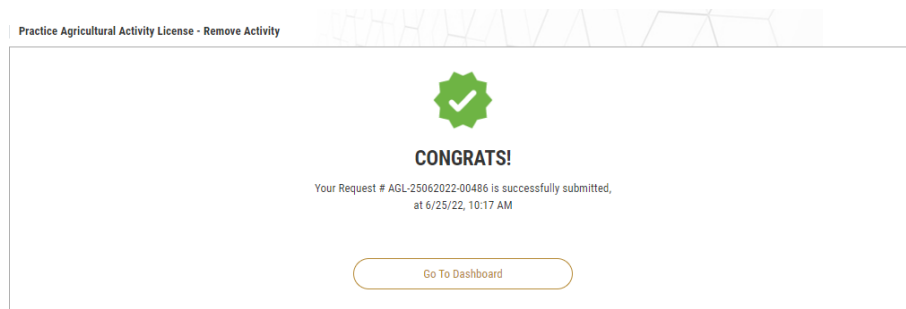 Practice Agricultural Activity License - Remove Activity
CONGRATS!
Your Request # AGL-25062022-00486 is successfully submitted,
at 6/25/22, 10:17 AM
Go To Dashboard